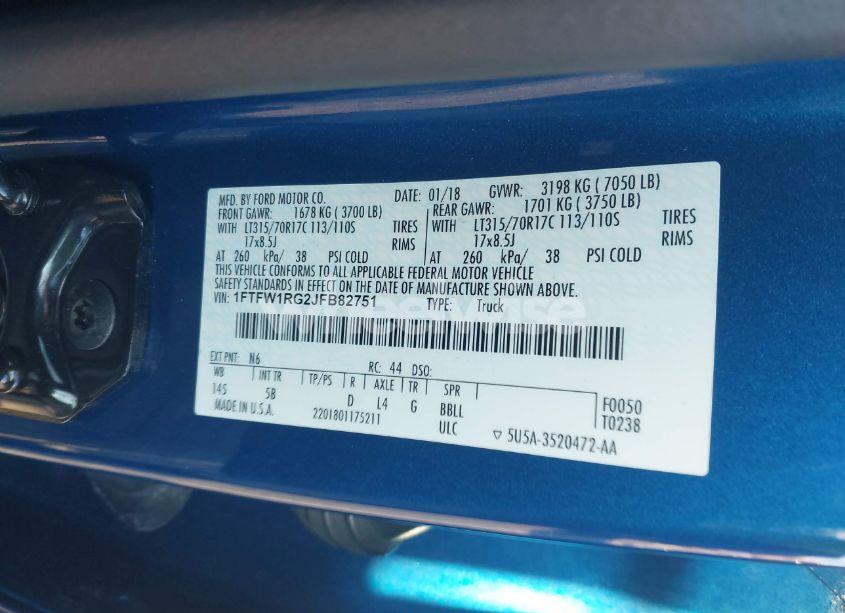 MFD. BY FORD MOTOR CO. DATE: 01/18 GVWR: 3198 KG ( 7050 LB)
FRONT GAWR: 1678 KG ( 3700 LB) REAR GAWR: 1701 KG ( 3750 LB)
WITH LT315/70R17C 113/110S TIRES WITH LT315/70R17C 113/110S TIRES
17x8.5J RIMS 17x8.5J RIMS
AT 260 kPa/ 38 PSI COLD AT 260 kPa/ 38 PSI COLD
THIS VEHICLE CONFORMS TO ALL APPLICABLE FEDERAL MOTOR VEHICLE
SAFETY STANDARDS IN EFFECT ON THE DATE OF MANUFACTURE SHOWN ABOVE.
VIN: 1FTFW1RG2JFB82751 TYPE: Truck
EXT PNT: N6 RC: 44 DSO:
WB INT TR TP/PS R AXLE TR SPR
145 5B D L4 G BBLL F0050
ULC T0238
MADE IN U.S.A. 2201801175211 ▽ 5U5A-3520472-AA